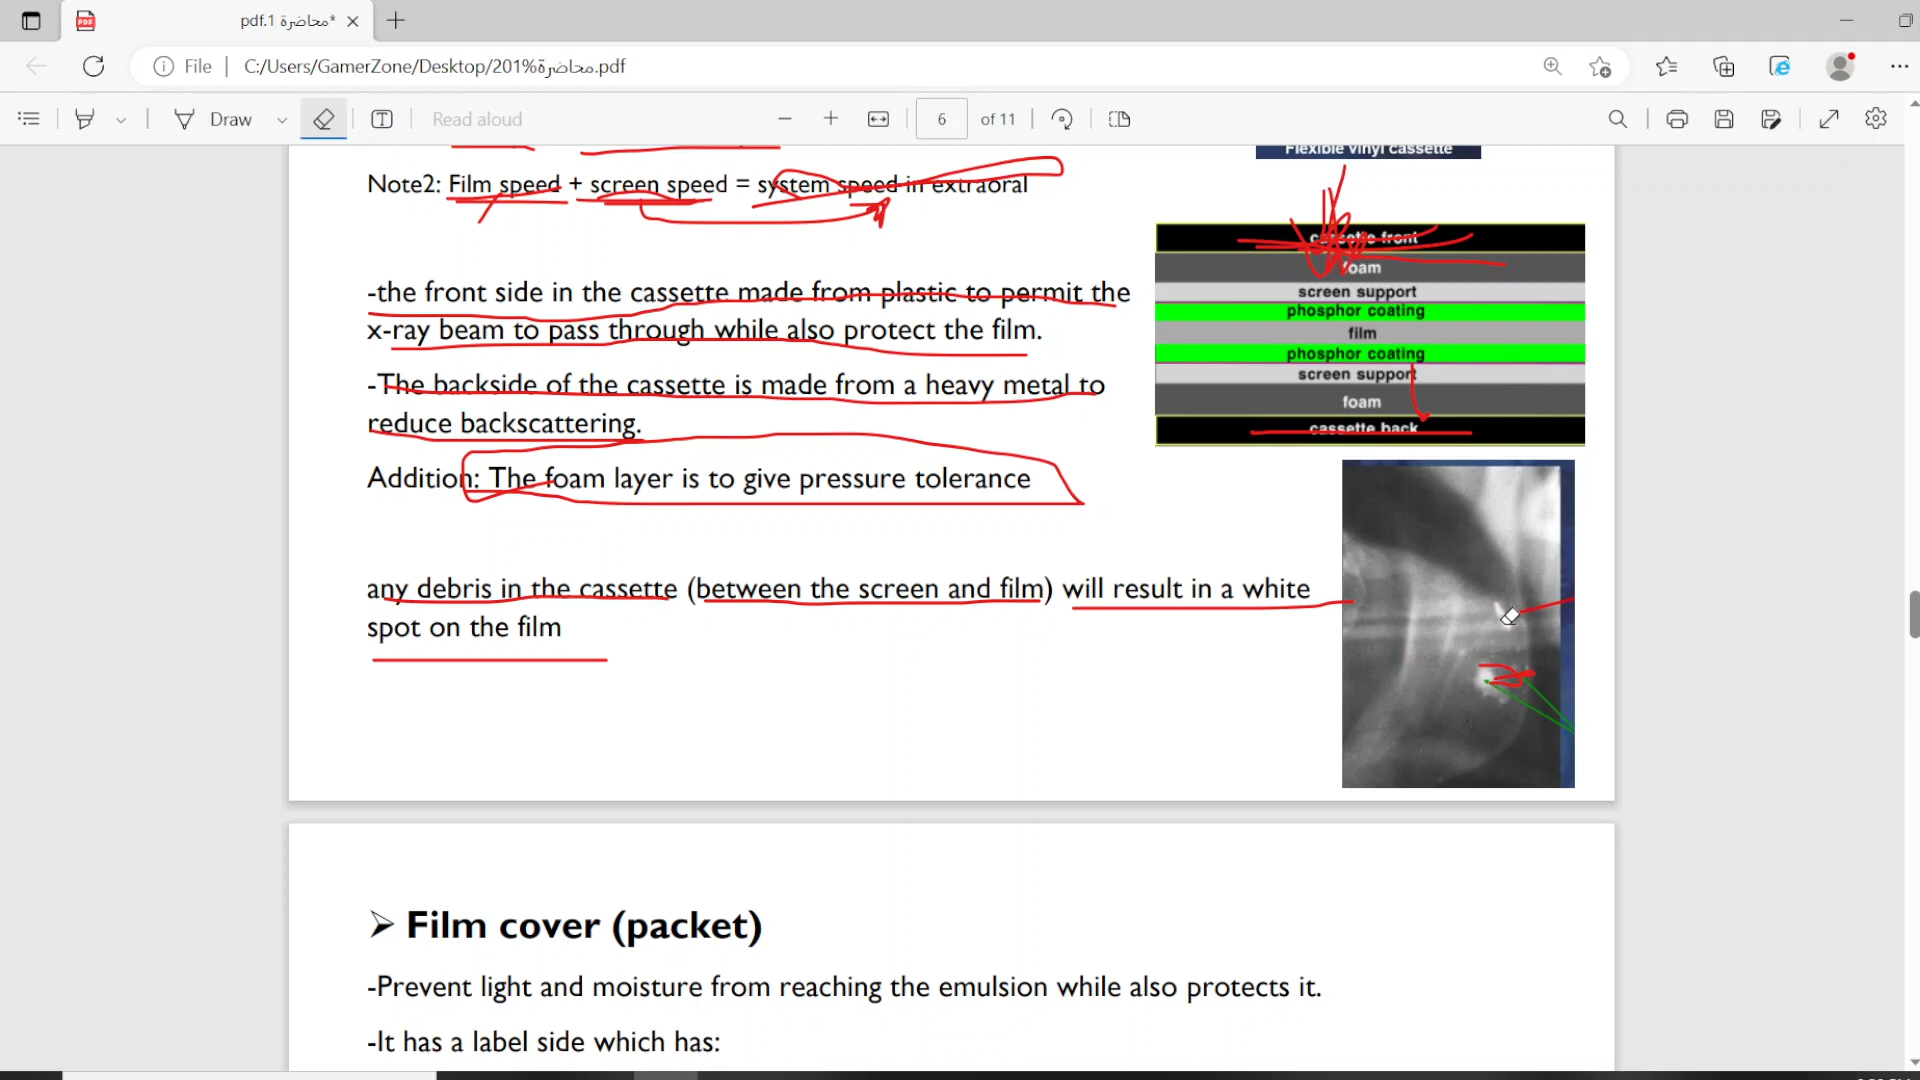 محاضرة 1.pdf*
File
C:/Users/GamerZone/Desktop/201%محاضرة.pdf
Draw
Read aloud
6
of 11
Flexible vinyl cassette
Note2: Film speed + screen speed = system speed in extraoral
cassette front
foam
screen support
phosphor coating
film
phosphor coating
screen support
foam
cassette back
-the front side in the cassette made from plastic to permit the
x-ray beam to pass through while also protect the film.
-The backside of the cassette is made from a heavy metal to
reduce backscattering.
Addition: The foam layer is to give pressure tolerance
any debris in the cassette (between the screen and film) will result in a white
spot on the film
➢ Film cover (packet)
-Prevent light and moisture from reaching the emulsion while also protects it.
-It has a label side which has: